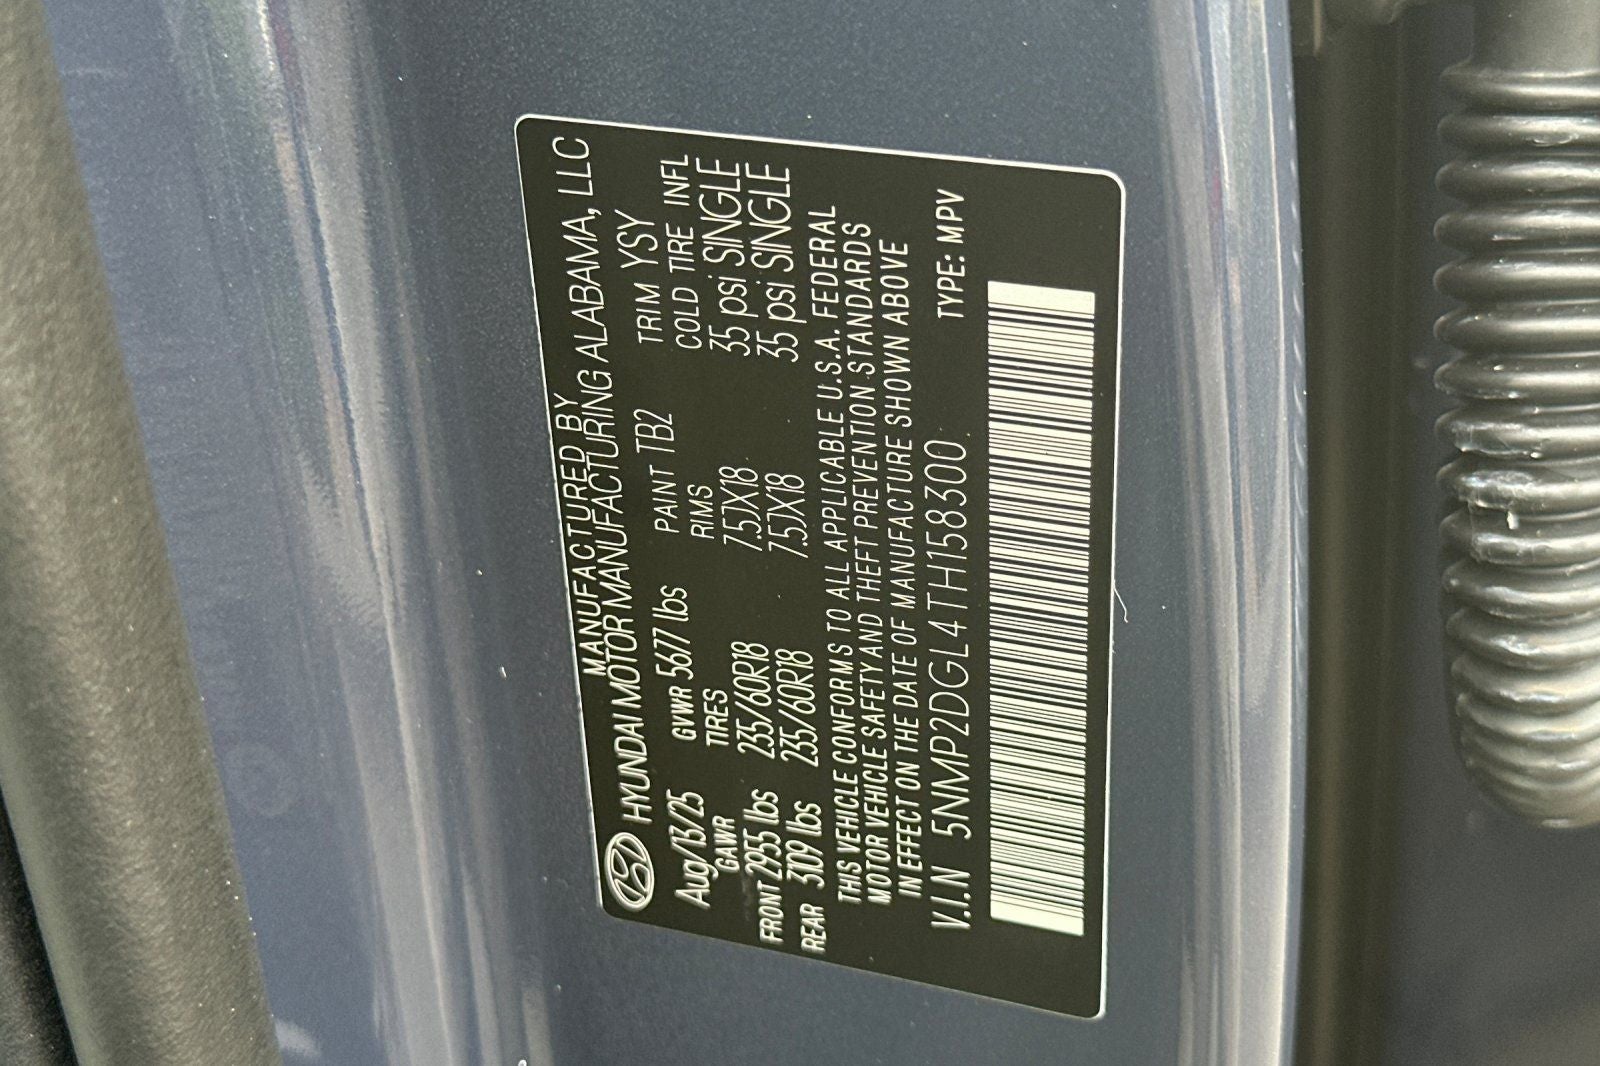 MANUFACTURED BY
HYUNDAI MOTOR MANUFACTURING ALABAMA, LLC
Aug/13/25 GVWR 5677 lbs PAINT TB2 TRIM YSY
GAWR TIRES RIMS COLD TIRE INFL
FRONT 2955 lbs 235/60R18 7.5JX18 35 psi SINGLE
REAR 3109 lbs 235/60R18 7.5JX18 35 psi SINGLE
THIS VEHICLE CONFORMS TO ALL APPLICABLE U.S.A. FEDERAL
MOTOR VEHICLE SAFETY AND THEFT PREVENTION STANDARDS
IN EFFECT ON THE DATE OF MANUFACTURE SHOWN ABOVE
V.I.N 5NMP2DGL4TH158300 TYPE: MPV